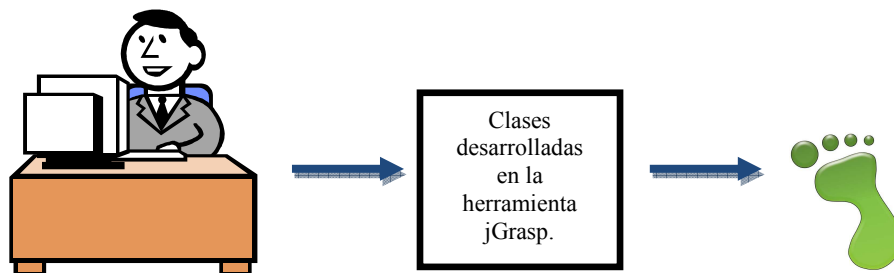 Clases
desarrolladas
en la
herramienta
jGrasp.